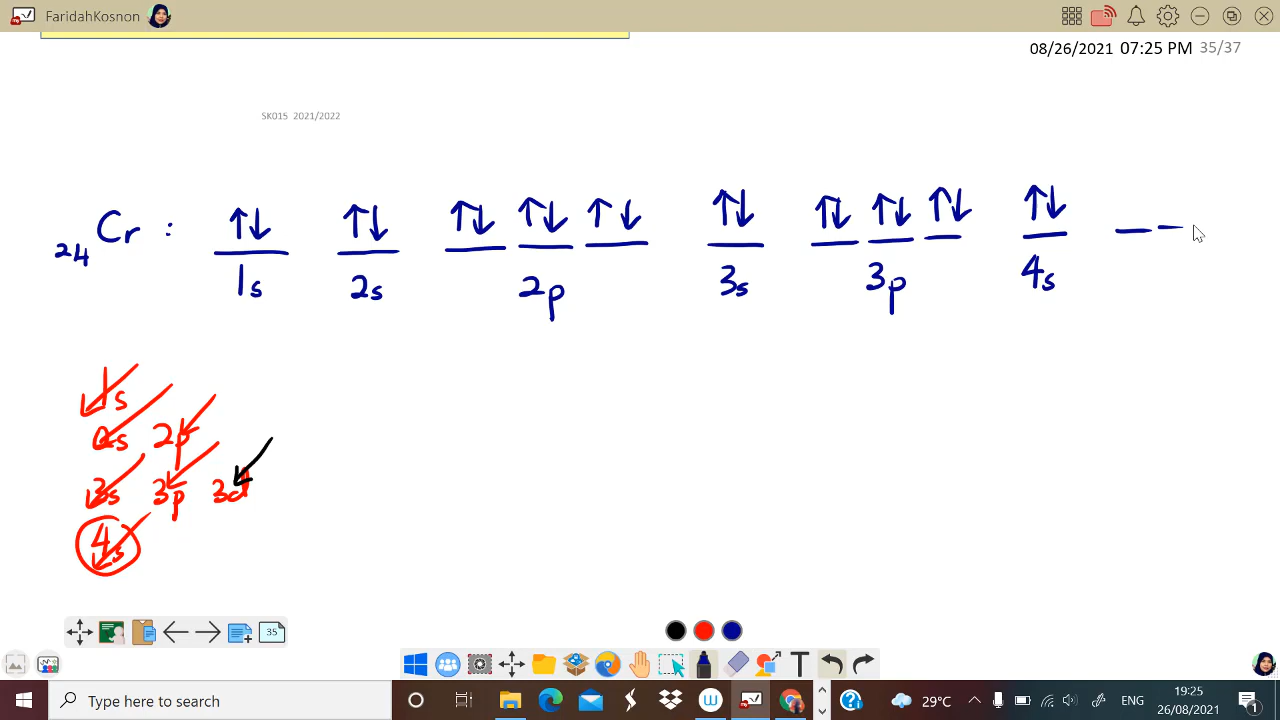 FaridahKosnon
08/26/2021 07:25 PM 35/37
SK015 2021/2022
24Cr : ↑↓ ↑↓ ↑↓ ↑↓ ↑↓ ↑↓ ↑↓ ↑↓ ↑↓ ↑↓
1s 2s 2p 3s 3p 4s
1s
2s 2p
3s 3p 3d
4s
35
T
Type here to search
29°C
ENG
19:25
26/08/2021
1